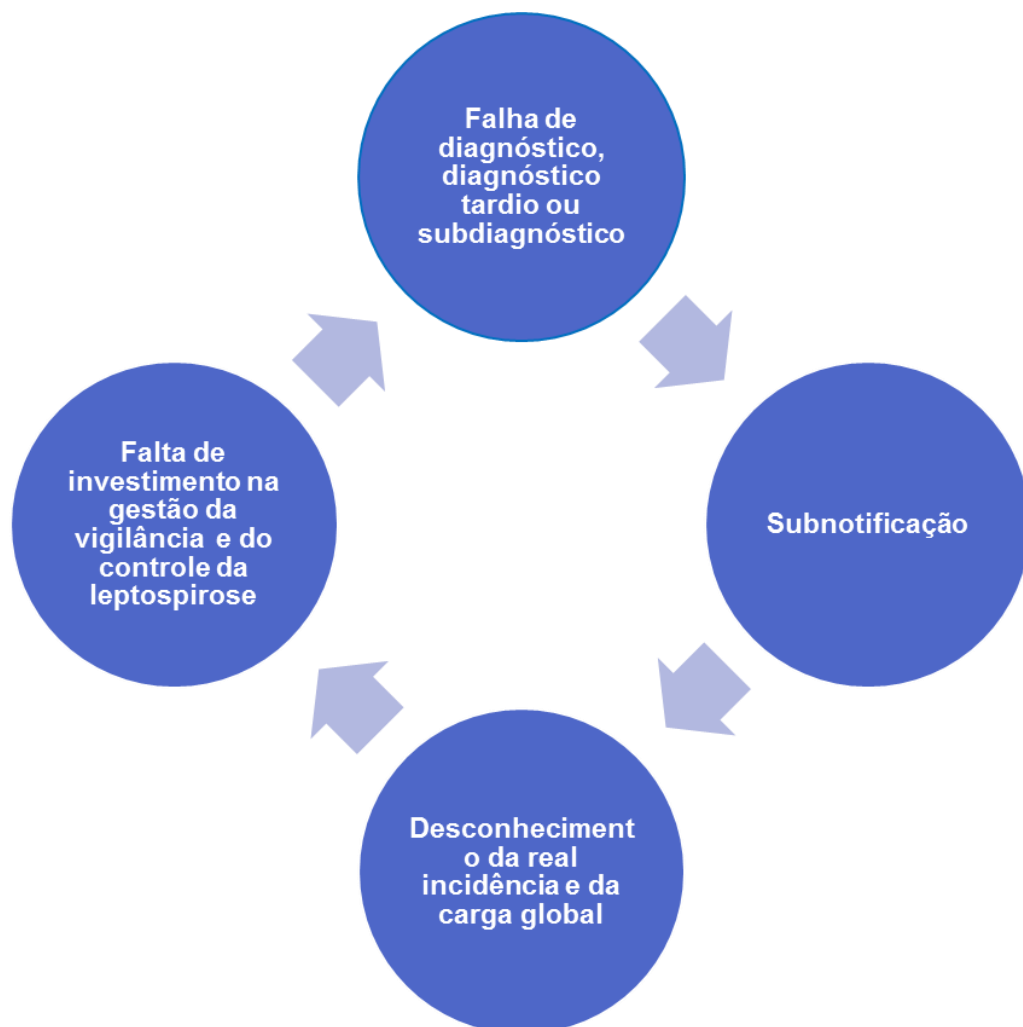 Falha de
diagnóstico,
diagnóstico
tardio ou
subdiagnóstico
Subnotificação
Desconheciment
o da real
incidência e da
carga global
Falta de
investimento na
gestão da
vigilância e do
controle da
leptospirose